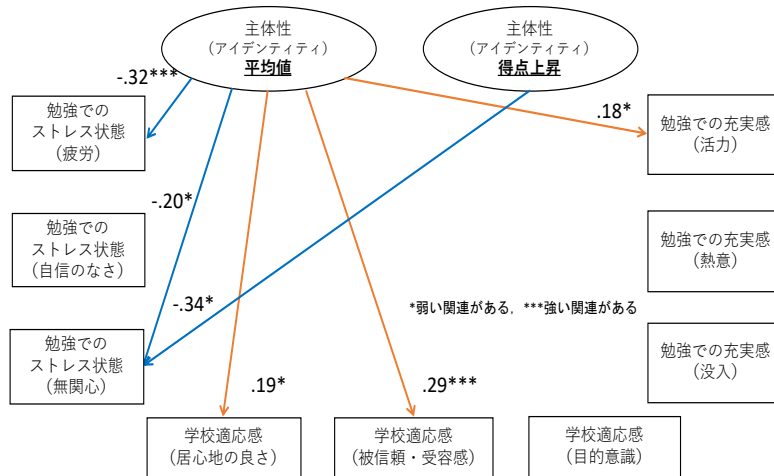 主体性
(アイデンティティ)
平均値
主体性
(アイデンティティ)
得点上昇
-.32***
.18*
勉強での
ストレス状態
(疲労)
勉強での充実感
(活力)
-.20*
勉強での
ストレス状態
(自信のなさ)
勉強での充実感
(熱意)
-.34*
*弱い関連がある, ***強い関連がある
勉強での
ストレス状態
(無関心)
勉強での充実感
(没入)
.19*
.29***
学校適応感
(居心地の良さ)
学校適応感
(被信頼・受容感)
学校適応感
(目的意識)